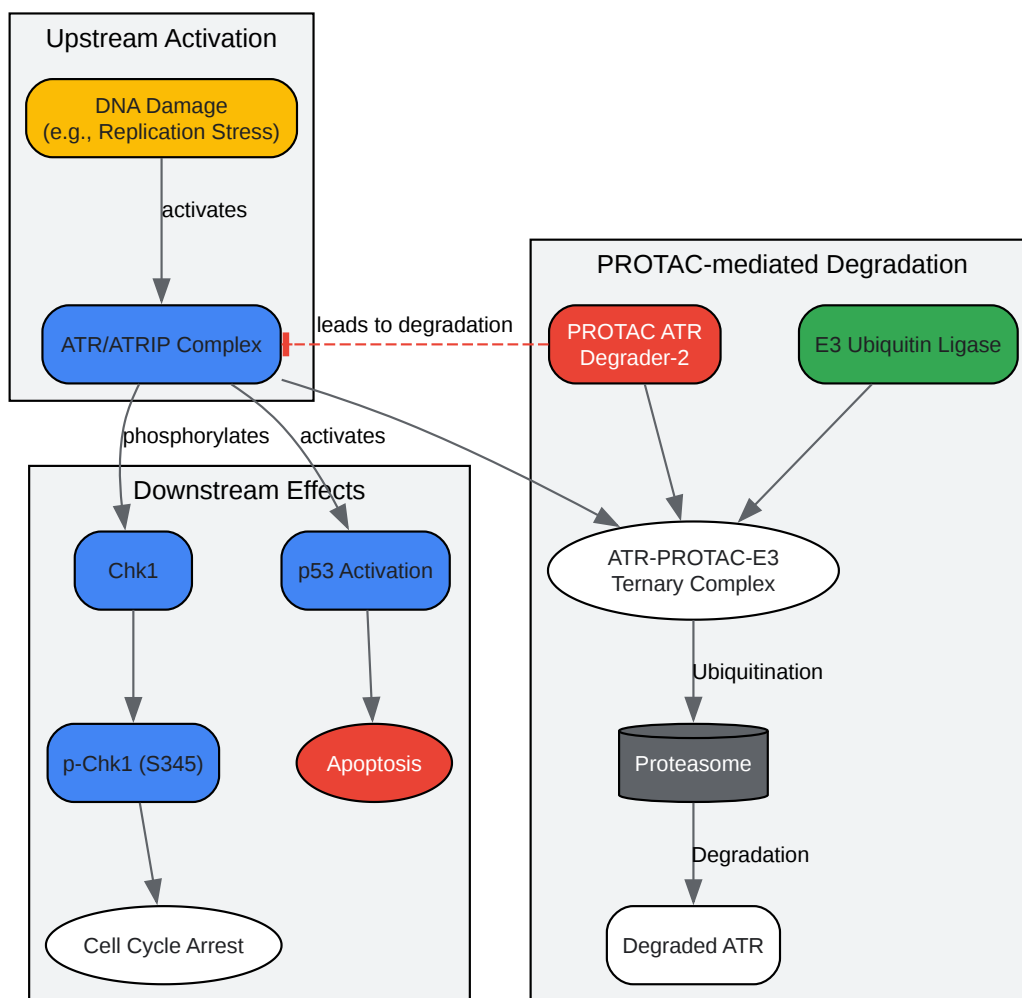 Upstream Activation
DNA Damage
(e.g., Replication Stress)
activates
ATR/ATRIP Complex
leads to degradation
PROTAC-mediated Degradation
PROTAC ATR
Degrader-2
E3 Ubiquitin Ligase
phosphorylates
activates
Downstream Effects
Chk1
p53 Activation
ATR-PROTAC-E3
Ternary Complex
p-Chk1 (S345)
Apoptosis
Ubiquitination
Proteasome
Degradation
Cell Cycle Arrest
Degraded ATR